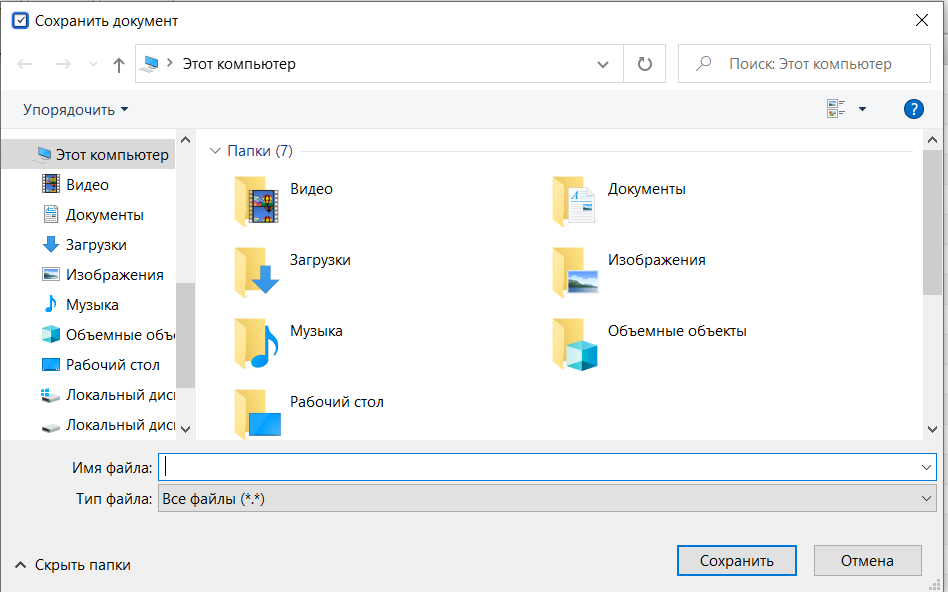 Сохранить документ
Этот компьютер
Поиск: Этот компьютер
Упорядочить
Этот компьютер
Видео
Документы
Загрузки
Изображения
Музыка
Объемные объ
Рабочий стол
Локальный дис
Локальный дис
Папки (7)
Видео
Документы
Загрузки
Изображения
Музыка
Объемные объекты
Рабочий стол
Имя файла:
Тип файла: Все файлы (*.*)
Скрыть папки
Сохранить
Отмена